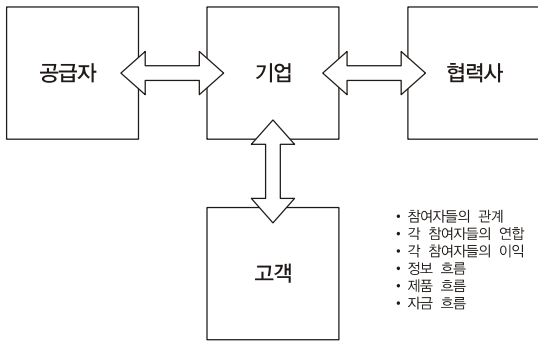 공급자
기업
협력사
고객
• 참여자들의 관계
• 각 참여자들의 연합
• 각 참여자들의 이익
• 정보 흐름
• 제품 흐름
• 자금 흐름